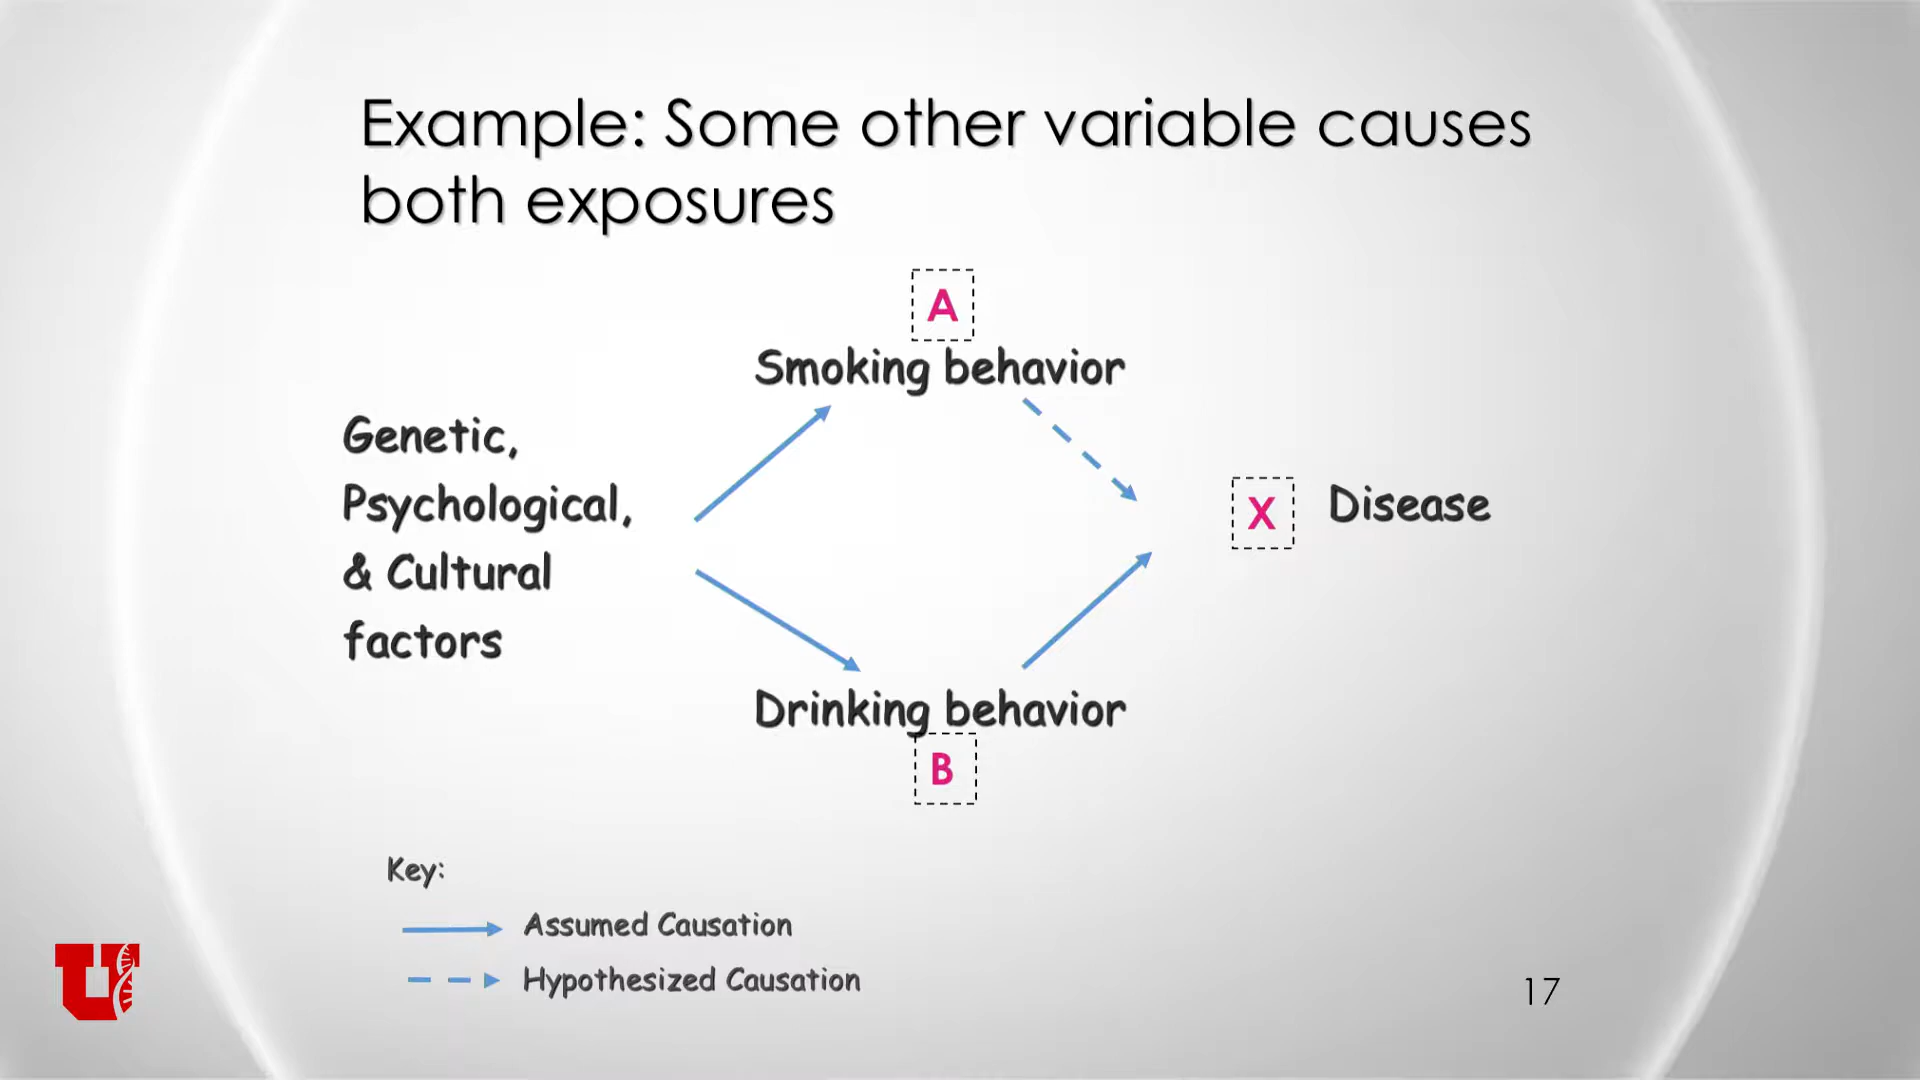 Example: Some other variable causes
both exposures
A
Smoking behavior
Genetic,
Psychological,
& Cultural
factors
X
Disease
Drinking behavior
B
Key:
Assumed Causation
Hypothesized Causation
U
17